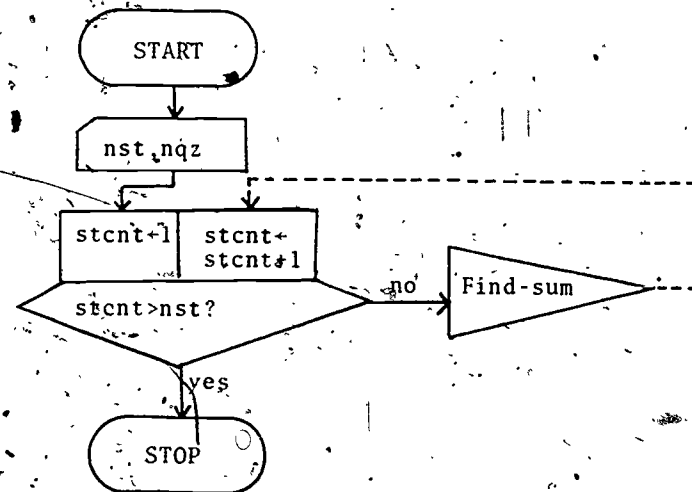 START
nst,nqz
stcnt←1
stcnt←
stcnt+1
stcnt>nst?
no
Find-sum
yes
STOP